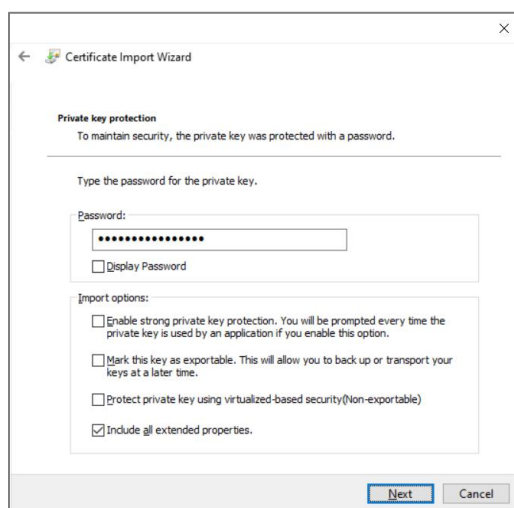 Certificate Import Wizard
Private key protection
To maintain security, the private key was protected with a password.
Type the password for the private key.
Password:
••••••••••••••••
Display Password
Import options:
Enable strong private key protection. You will be prompted every time the
private key is used by an application if you enable this option.
Mark this key as exportable. This will allow you to back up or transport your
keys at a later time.
Protect private key using virtualized-based security(Non-exportable)
Include all extended properties.
Next Cancel